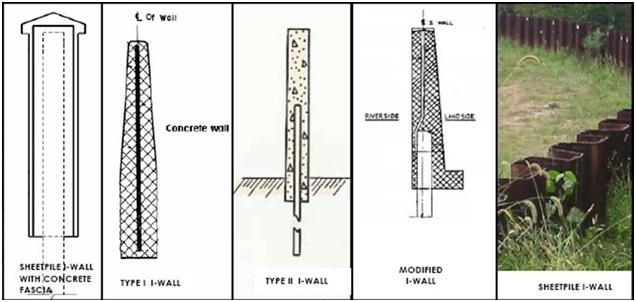 SHEETPILE I-WALL
WITH CONCRETE
FASCIA
℄ Of Wall
Concrete wall
TYPE I I-WALL
TYPE II I-WALL
℄ I WALL
RIVERSIDE
LANDSIDE
MODIFIED
I-WALL
SHEETPILE I-WALL